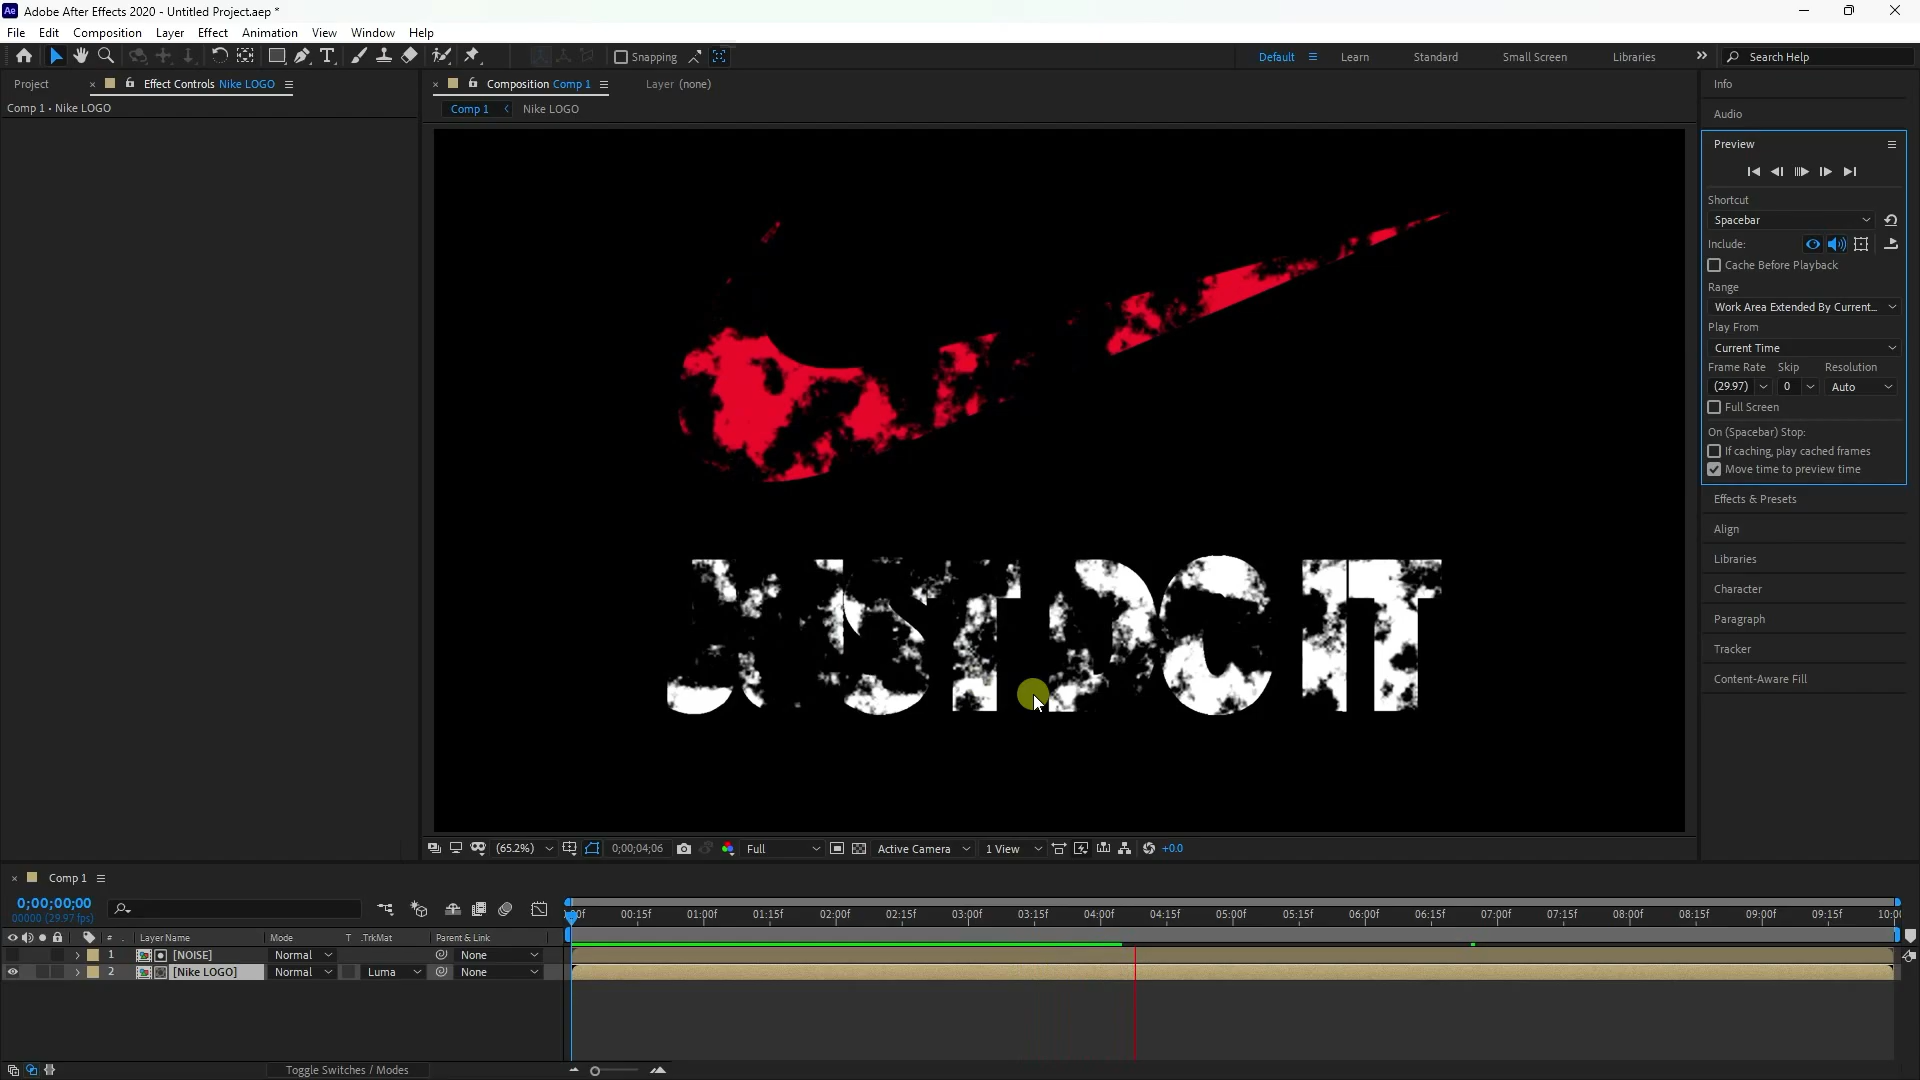 Ae Adobe After Effects 2020 - Untitled Project.aep *
File Edit Composition Layer Effect Animation View Window Help
Snapping
Default Learn Standard Small Screen Libraries Search Help
Project Effect Controls Nike LOGO
Composition Comp 1 Layer (none)
Info
Comp 1 • Nike LOGO
Comp 1 Nike LOGO
Audio
Preview
Shortcut
Spacebar
Include:
Cache Before Playback
Range
Work Area Extended By Current...
Play From
Current Time
Frame Rate Skip Resolution
(29.97) 0 Auto
Full Screen
On (Spacebar) Stop:
If caching, play cached frames
Move time to preview time
Effects & Presets
Align
Libraries
Character
Paragraph
Tracker
Content-Aware Fill
JUST DO IT
(65.2%) 0;00;04;06 Full Active Camera 1 View +0.0
Comp 1
0;00;00;00
00000 (29.97 fps)
00:15f 01:00f 01:15f 02:00f 02:15f 03:00f 03:15f 04:00f 04:15f 05:00f 05:15f 06:00f 06:15f 07:00f 07:15f 08:00f 08:15f 09:00f 09:15f
# Layer Name Mode T .TrkMat Parent & Link
1 [NOISE] Normal None
2 [Nike LOGO] Normal Luma None
Toggle Switches / Modes